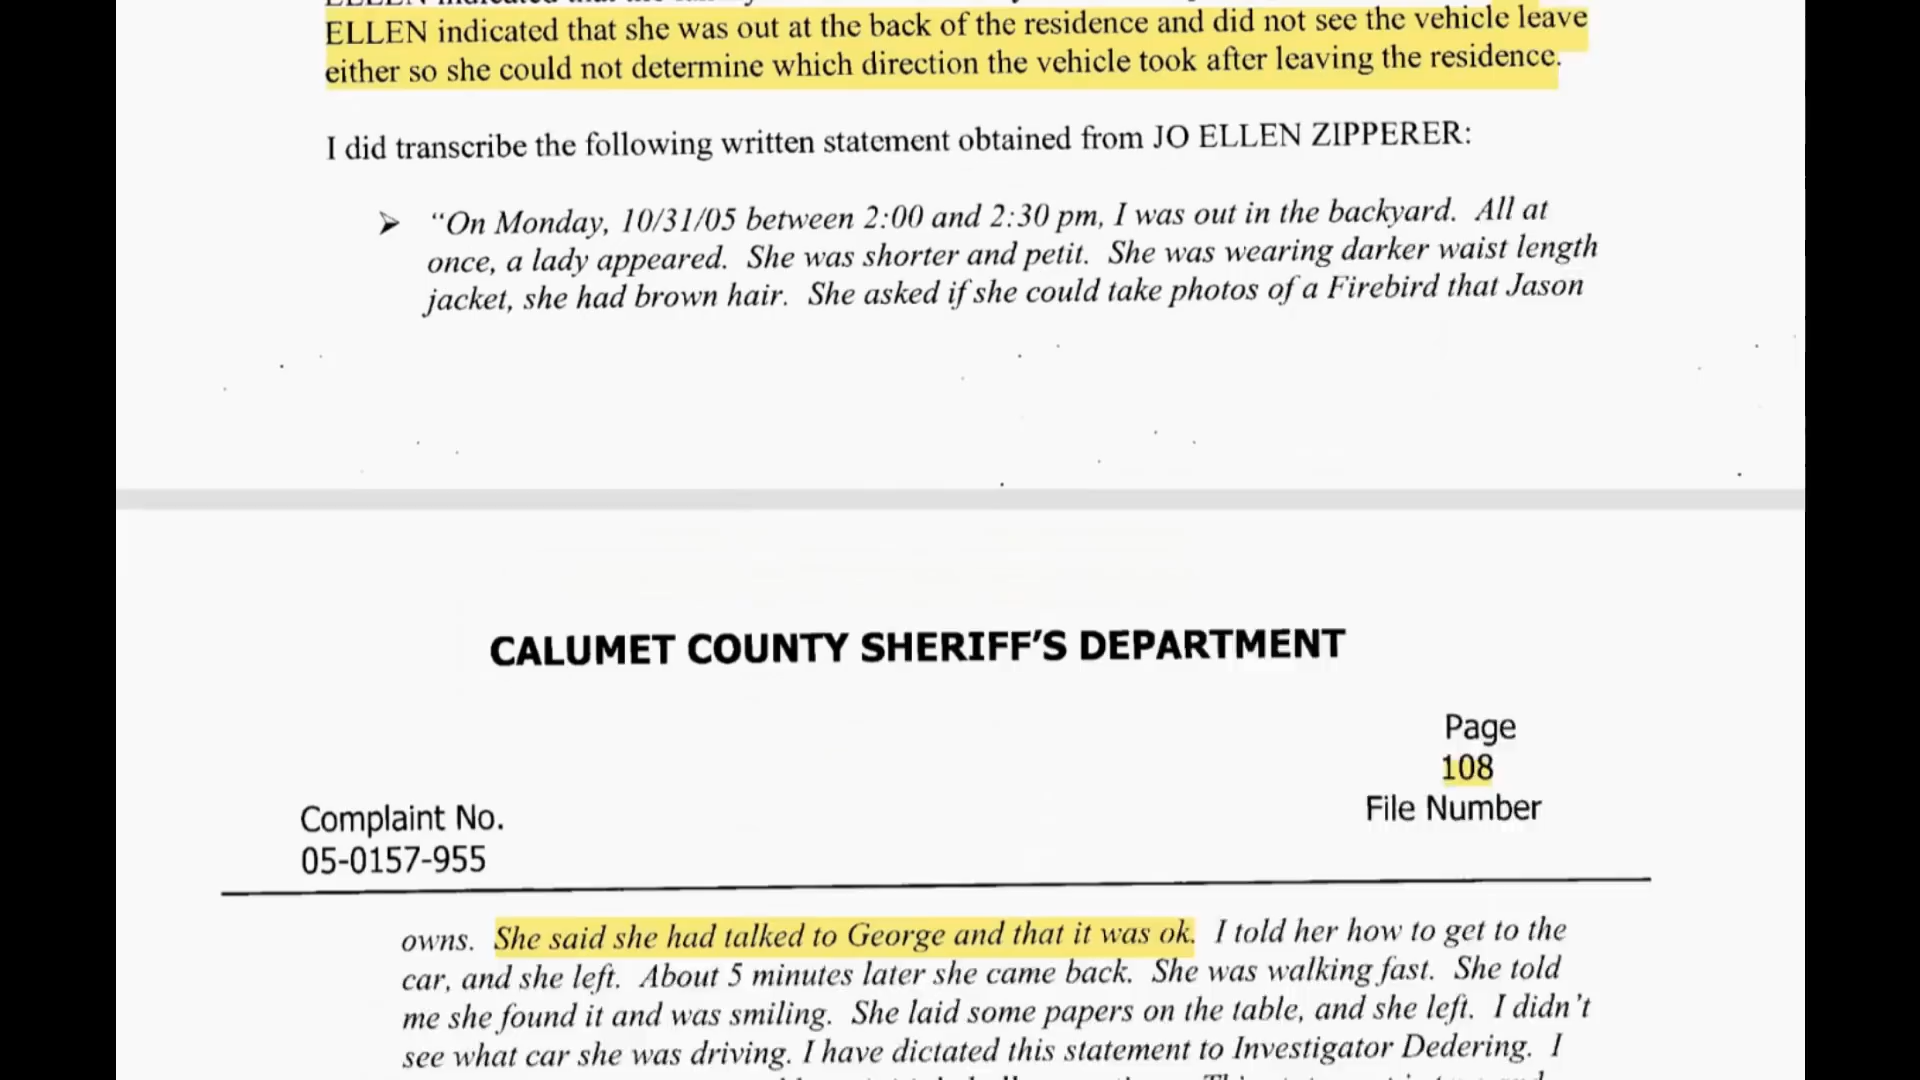 ELLEN indicated that she was out at the back of the residence and did not see the vehicle leave
either so she could not determine which direction the vehicle took after leaving the residence.
I did transcribe the following written statement obtained from JO ELLEN ZIPPERER:
➢ “On Monday, 10/31/05 between 2:00 and 2:30 pm, I was out in the backyard. All at
once, a lady appeared. She was shorter and petit. She was wearing darker waist length
jacket, she had brown hair. She asked if she could take photos of a Firebird that Jason
CALUMET COUNTY SHERIFF’S DEPARTMENT
Page
108
Complaint No.
File Number
05-0157-955
owns. She said she had talked to George and that it was ok. I told her how to get to the
car, and she left. About 5 minutes later she came back. She was walking fast. She told
me she found it and was smiling. She laid some papers on the table, and she left. I didn’t
see what car she was driving. I have dictated this statement to Investigator Dedering. I